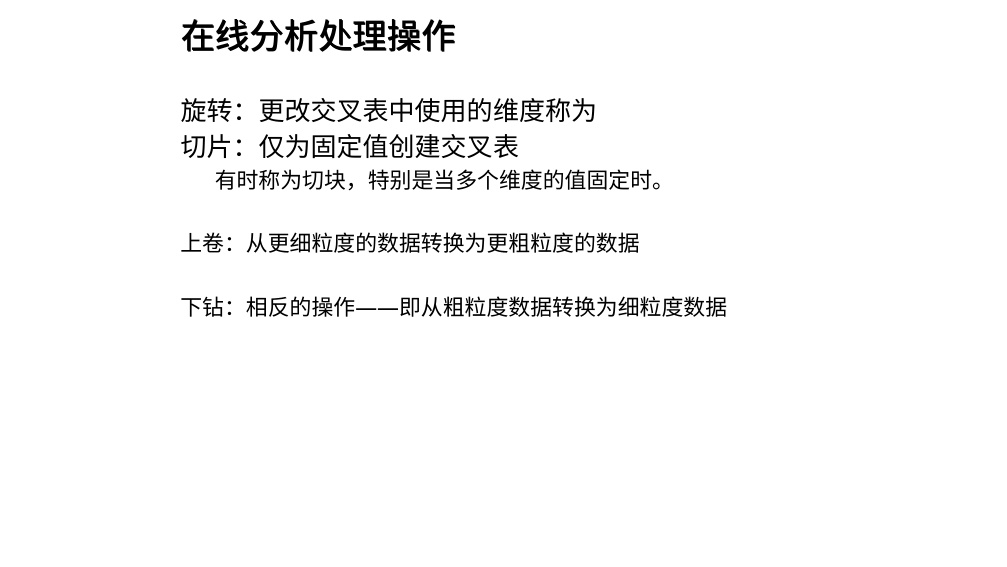 在线分析处理操作
旋转：更改交叉表中使用的维度称为
切片：仅为固定值创建交叉表
有时称为切块，特别是当多个维度的值固定时。
上卷：从更细粒度的数据转换为更粗粒度的数据
下钻：相反的操作——即从粗粒度数据转换为细粒度数据